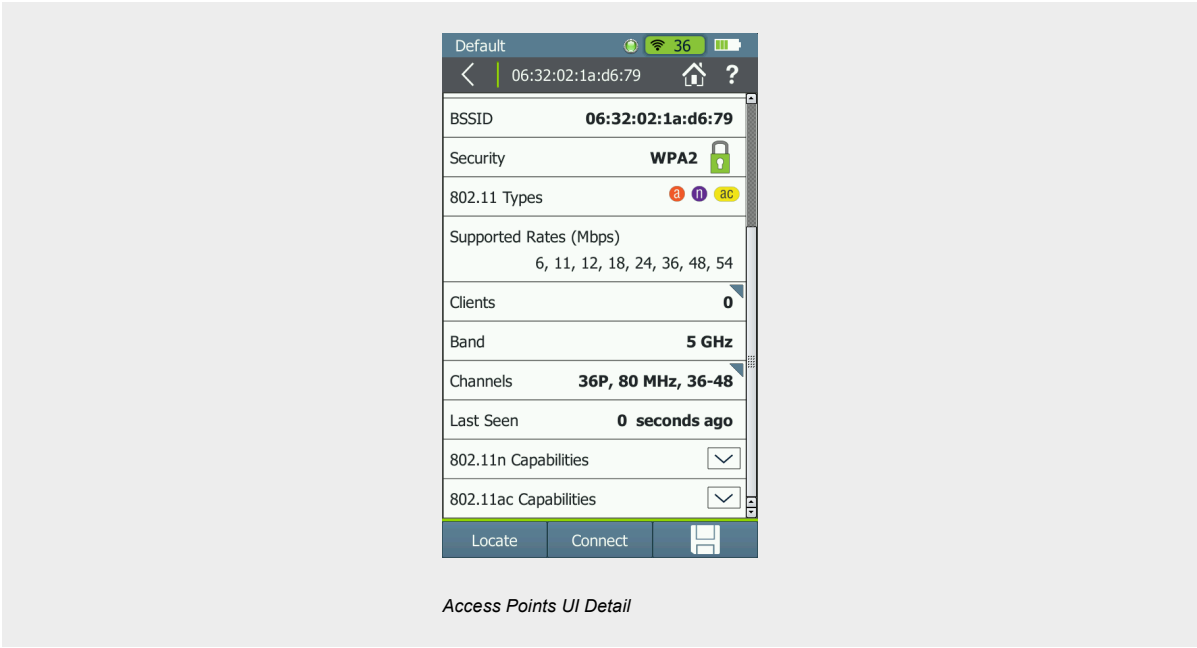 Default 36
06:32:02:1a:d6:79 ?
BSSID 06:32:02:1a:d6:79
Security WPA2
802.11 Types a n ac
Supported Rates (Mbps)
6, 11, 12, 18, 24, 36, 48, 54
Clients 0
Band 5 GHz
Channels 36P, 80 MHz, 36-48
Last Seen 0 seconds ago
802.11n Capabilities
802.11ac Capabilities
Locate Connect
Access Points UI Detail